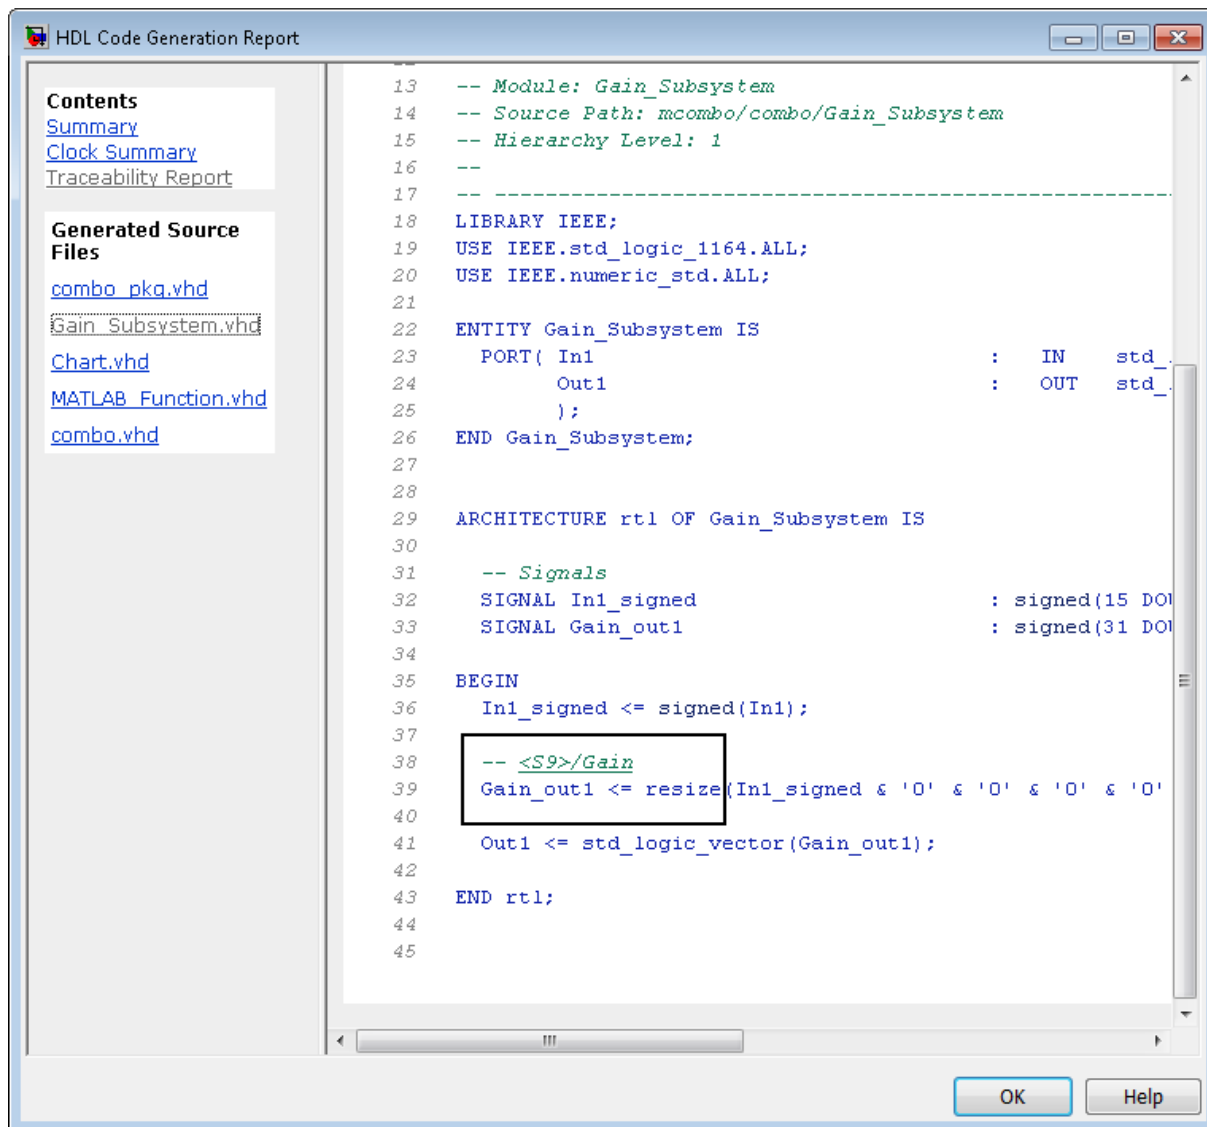 HDL Code Generation Report
Contents
Summary
Clock Summary
Traceability Report
Generated Source
Files
combo_pkg.vhd
Gain_Subsystem.vhd
Chart.vhd
MATLAB_Function.vhd
combo.vhd
13 -- Module: Gain_Subsystem
14 -- Source Path: mcombo/combo/Gain_Subsystem
15 -- Hierarchy Level: 1
16 --
17 -- -------------------------------------------------------
18 LIBRARY IEEE;
19 USE IEEE.std_logic_1164.ALL;
20 USE IEEE.numeric_std.ALL;
21
22 ENTITY Gain_Subsystem IS
23 PORT( In1 : IN std_
24 Out1 : OUT std_
25 );
26 END Gain_Subsystem;
27
28
29 ARCHITECTURE rtl OF Gain_Subsystem IS
30
31 -- Signals
32 SIGNAL In1_signed : signed(15 DO
33 SIGNAL Gain_out1 : signed(31 DO
34
35 BEGIN
36 In1_signed <= signed(In1);
37
38 -- <S9>/Gain
39 Gain_out1 <= resize(In1_signed & '0' & '0' & '0' & '0'
40
41 Out1 <= std_logic_vector(Gain_out1);
42
43 END rtl;
44
45
OK Help